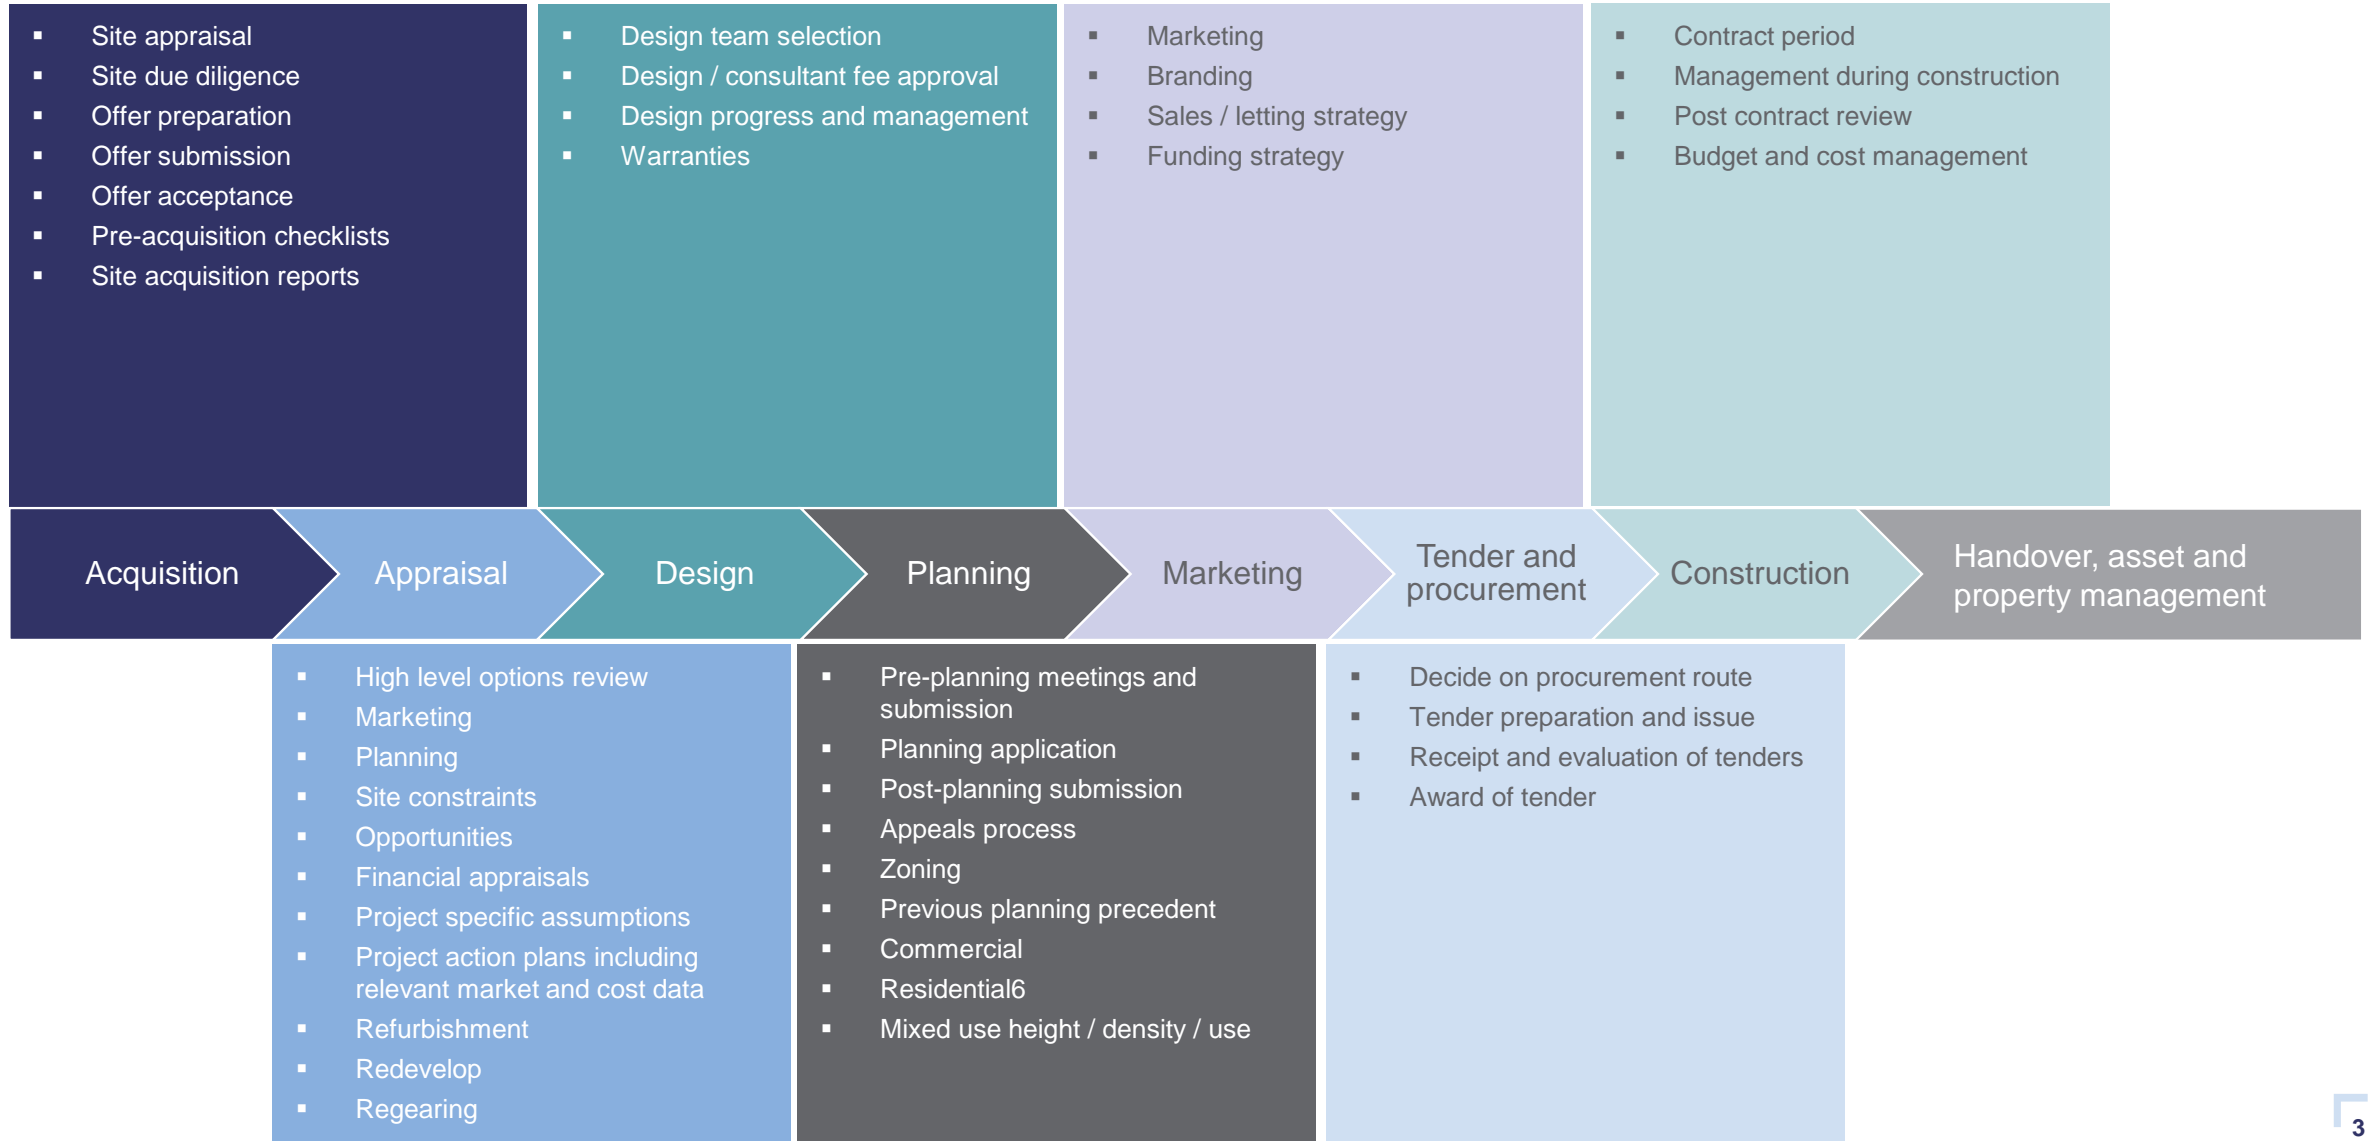 Site appraisal
Site due diligence
Offer preparation
Offer submission
Offer acceptance
Pre-acquisition checklists
Site acquisition reports
Design team selection
Design / consultant fee approval
Design progress and management
Warranties
Marketing
Branding
Sales / letting strategy
Funding strategy
Contract period
Management during construction
Post contract review
Budget and cost management
Acquisition
Appraisal
Design
Planning
Marketing
Tender and
procurement
Construction
Handover, asset and
property management
High level options review
Marketing
Planning
Site constraints
Opportunities
Financial appraisals
Project specific assumptions
Project action plans including
relevant market and cost data
Refurbishment
Redevelop
Regearing
Pre-planning meetings and
submission
Planning application
Post-planning submission
Appeals process
Zoning
Previous planning precedent
Commercial
Residential6
Mixed use height / density / use
Decide on procurement route
Tender preparation and issue
Receipt and evaluation of tenders
Award of tender
3